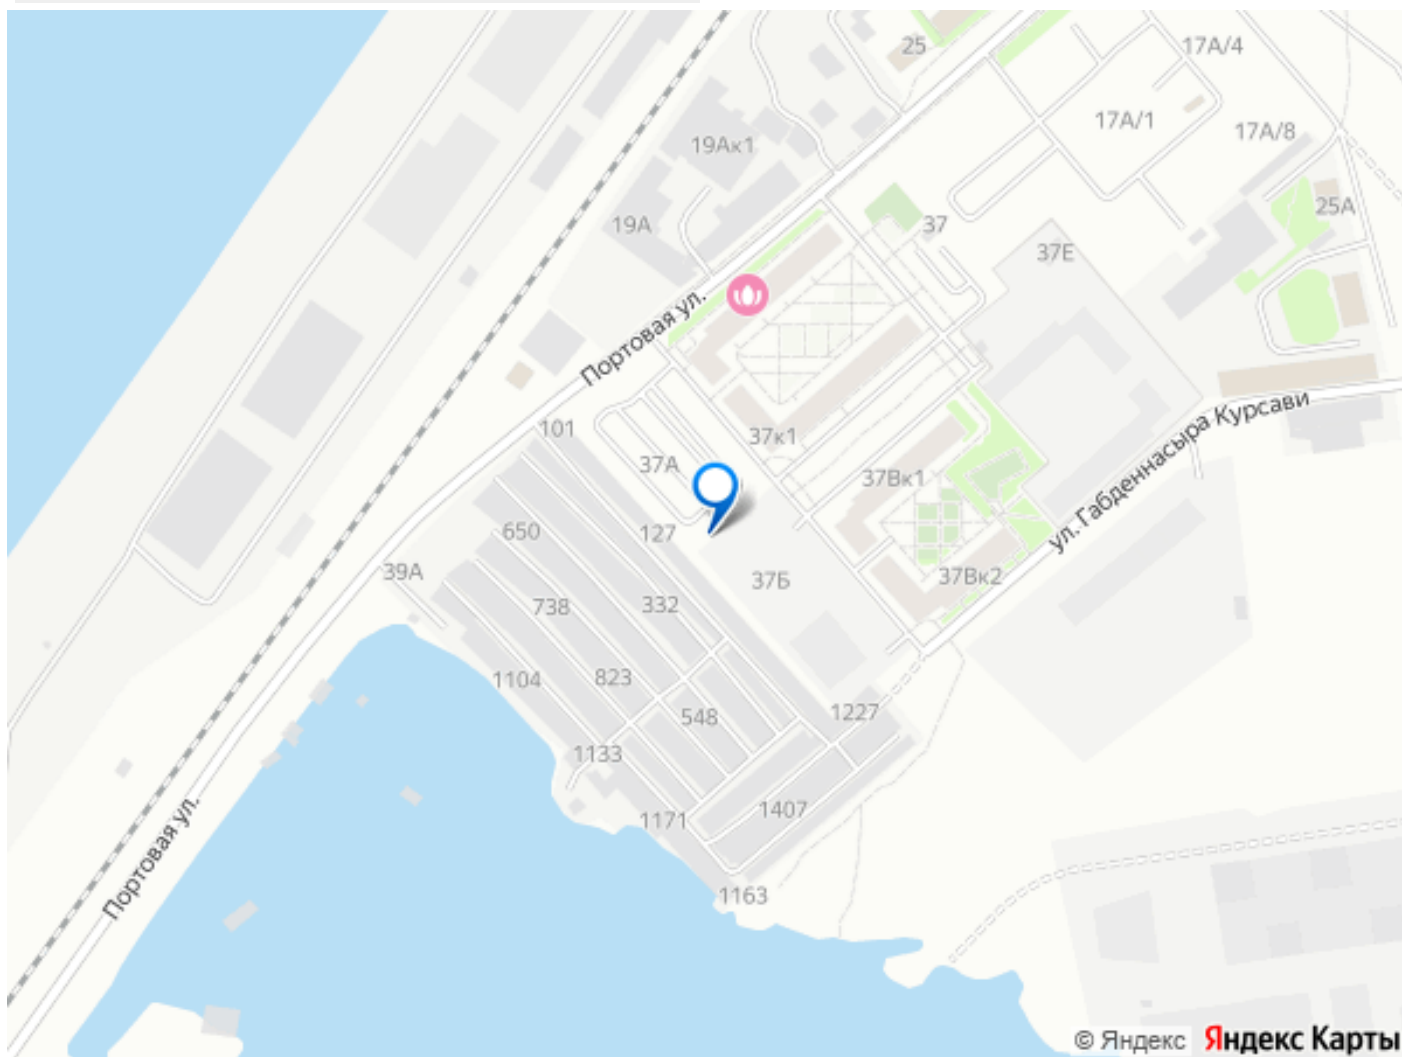 25
17А/4
17А/1
17А/8
19Ак1
25А
19А
37
37Е
Портовая ул.
ул. Габденнасыра Курсави
101
37к1
37А
37Вк1
650
127
39А
37Б
37Вк2
738
332
1104
823
548
1227
1133
1407
1171
Портовая ул.
1163
© Яндекс Яндекс Карты